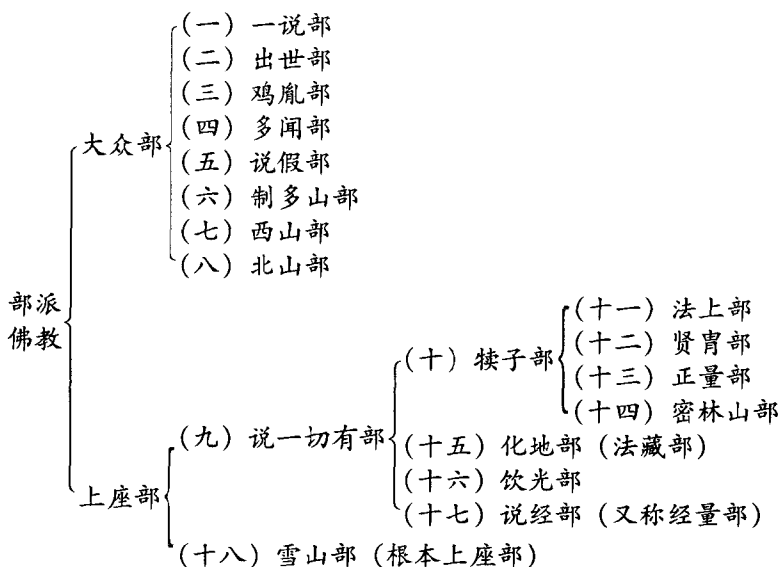 部派
佛教
大众部
(一) 一说部
(二) 出世部
(三) 鸡胤部
(四) 多闻部
(五) 说假部
(六) 制多山部
(七) 西山部
(八) 北山部
上座部
(九) 说一切有部
(十) 犊子部
(十一) 法上部
(十二) 贤胄部
(十三) 正量部
(十四) 密林山部
(十五) 化地部 (法藏部)
(十六) 饮光部
(十七) 说经部 (又称经量部)
(十八) 雪山部 (根本上座部)